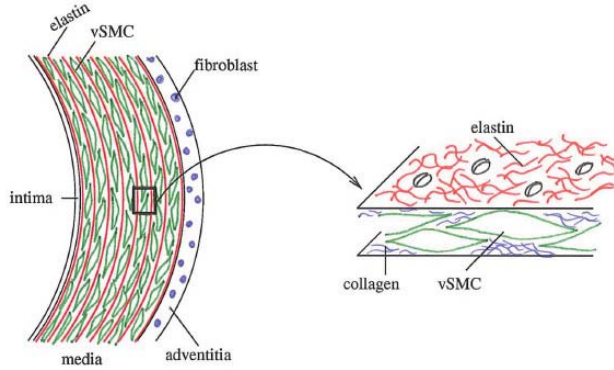 elastin
vSMC
fibroblast
intima
media
adventitia
elastin
collagen
vSMC